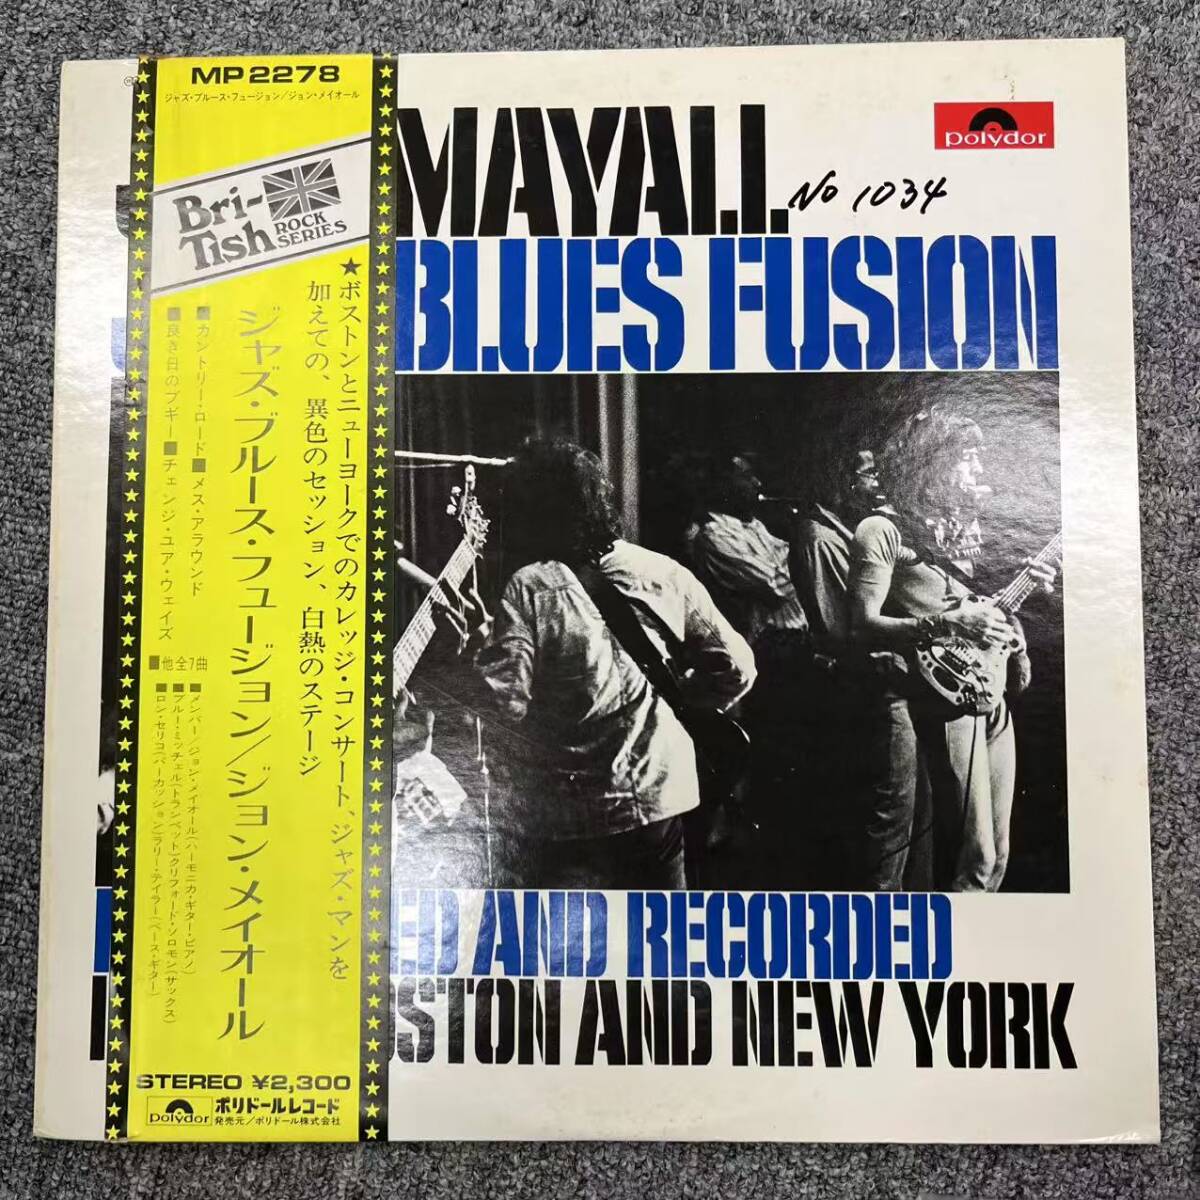 MP2278
ジャズ・ブルース・フュージョン/ジョン・メイオール
Bri-
Tish
ROCK
SERIES
★ボストンとニューヨークでのカレッジ・コンサート、ジャズ・マンを
加えての、異色のセッション、白熱のステージ
ジャズ・ブルース・フュージョン/ジョン・メイオール
■カントリー・ロード■メス・アラウンド
■良き日のブギー■チェンジ・ユア・ウェイズ
■他全7曲
■メンバー/ジョン・メイオール(ハーモニカ・ギター・ピアノ)
■ブルー・ミッチェル(トランペット)クリフォード・ソロモン(サックス)
■ロン・セリコ(パーカッション)ラリー・テイラー(ベース・ギター)
STEREO ¥2,300
polydor
ポリドールレコード
発売元/ポリドール株式会社
MAYALL
No 1034
polydor
BLUES FUSION
ED AND RECORDED
STON AND NEW YORK